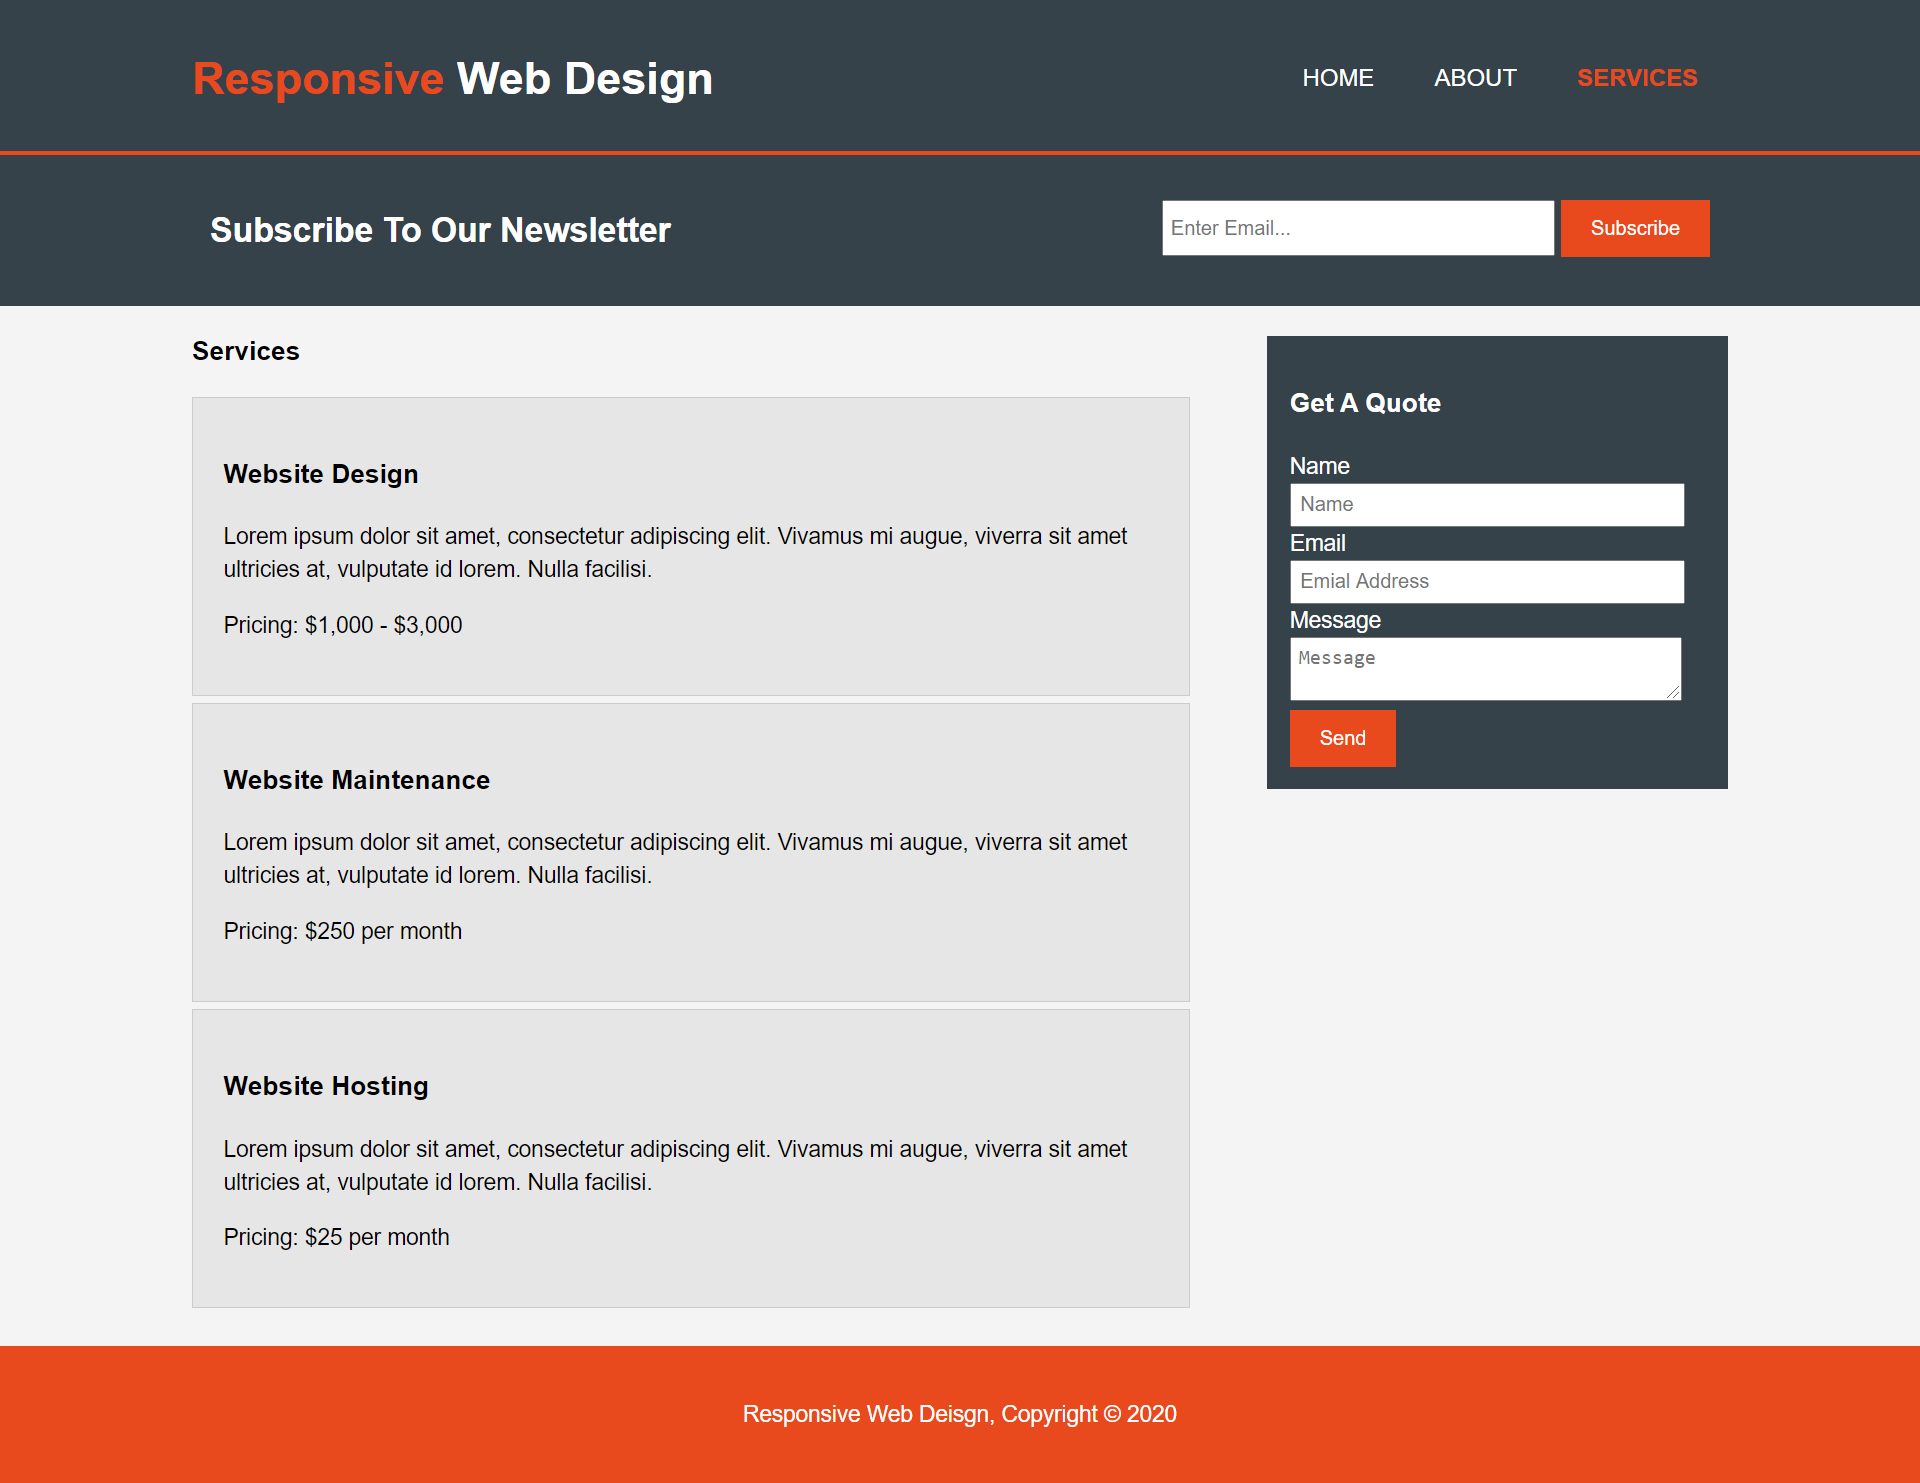 Responsive Web Design
HOME ABOUT SERVICES
Subscribe To Our Newsletter
Enter Email...
Subscribe
Services
Website Design
Lorem ipsum dolor sit amet, consectetur adipiscing elit. Vivamus mi augue, viverra sit amet
ultricies at, vulputate id lorem. Nulla facilisi.
Pricing: $1,000 - $3,000
Website Maintenance
Lorem ipsum dolor sit amet, consectetur adipiscing elit. Vivamus mi augue, viverra sit amet
ultricies at, vulputate id lorem. Nulla facilisi.
Pricing: $250 per month
Website Hosting
Lorem ipsum dolor sit amet, consectetur adipiscing elit. Vivamus mi augue, viverra sit amet
ultricies at, vulputate id lorem. Nulla facilisi.
Pricing: $25 per month
Get A Quote
Name
Name
Email
Emial Address
Message
Message
Send
Responsive Web Deisgn, Copyright © 2020